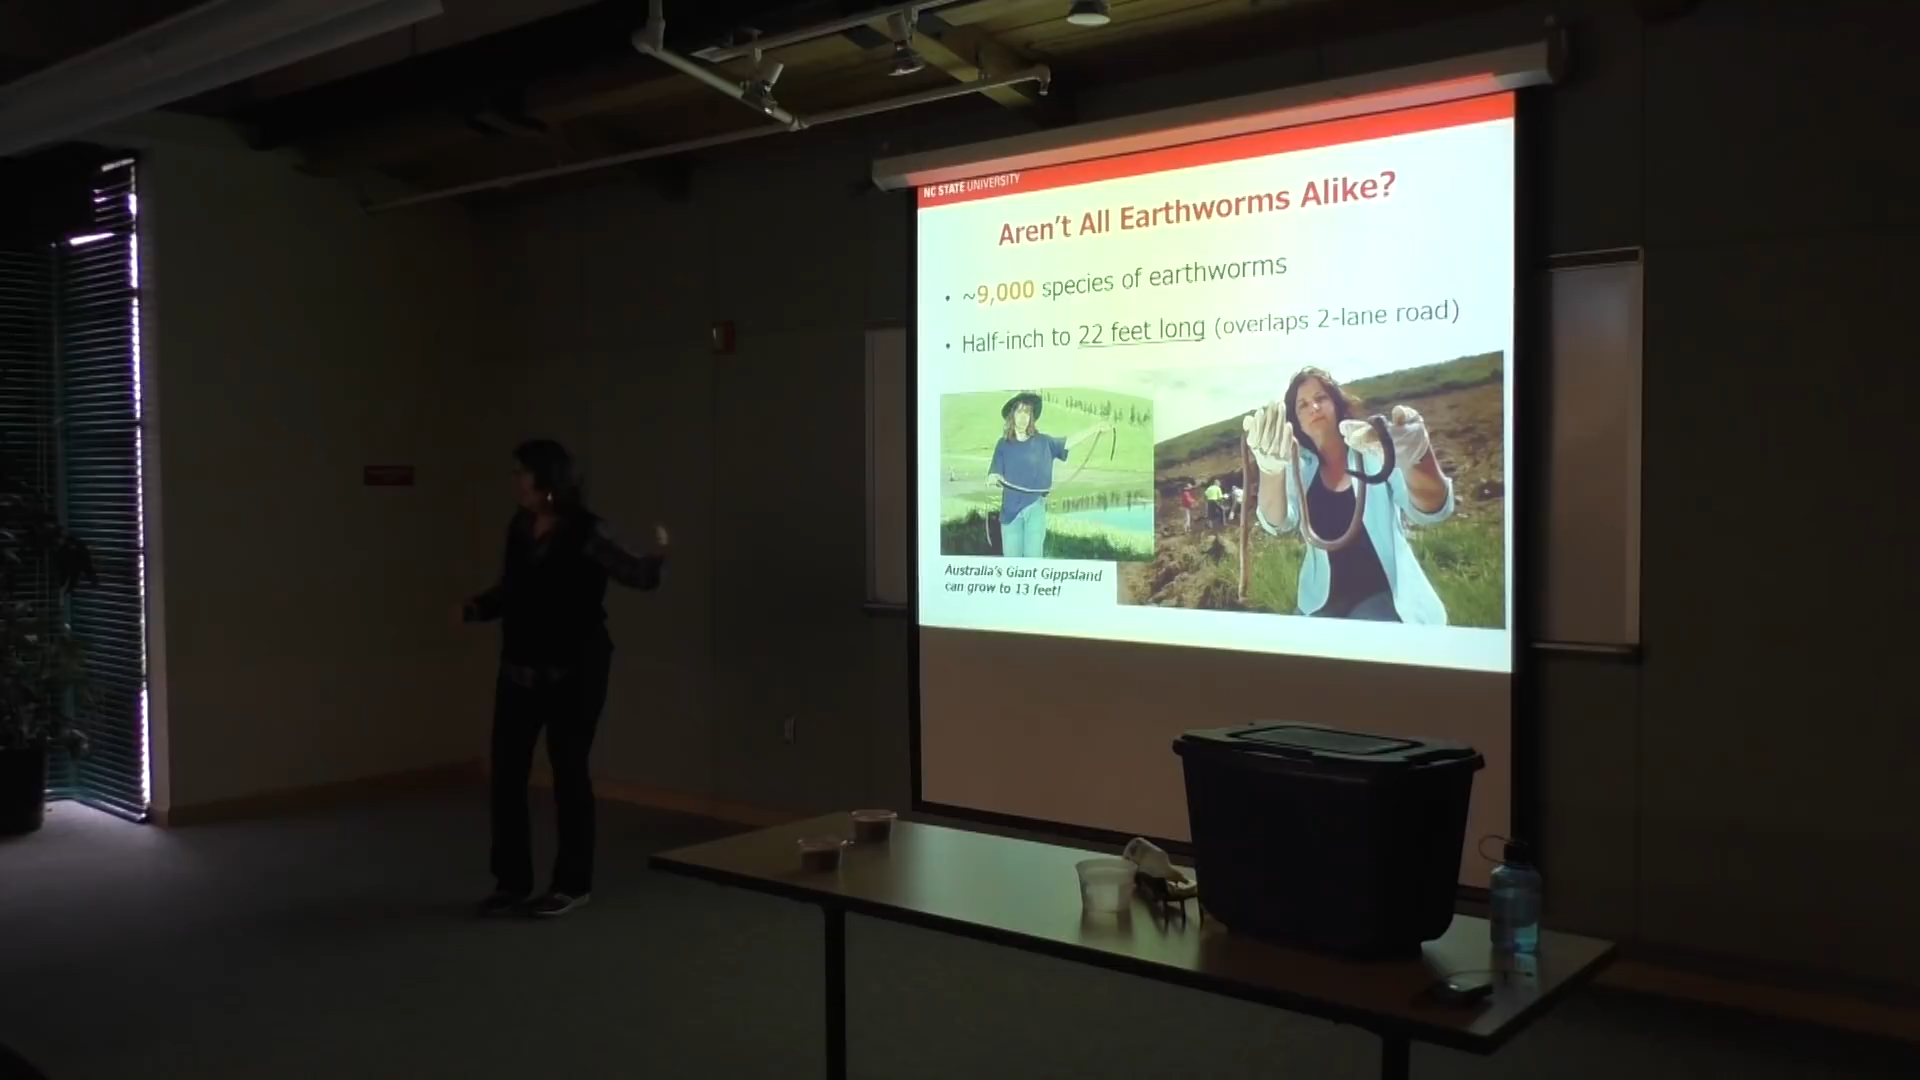 NC STATE UNIVERSITY
Aren't All Earthworms Alike?
• ~9,000 species of earthworms
• Half-inch to 22 feet long (overlaps 2-lane road)
Australia's Giant Gippsland
can grow to 13 feet!